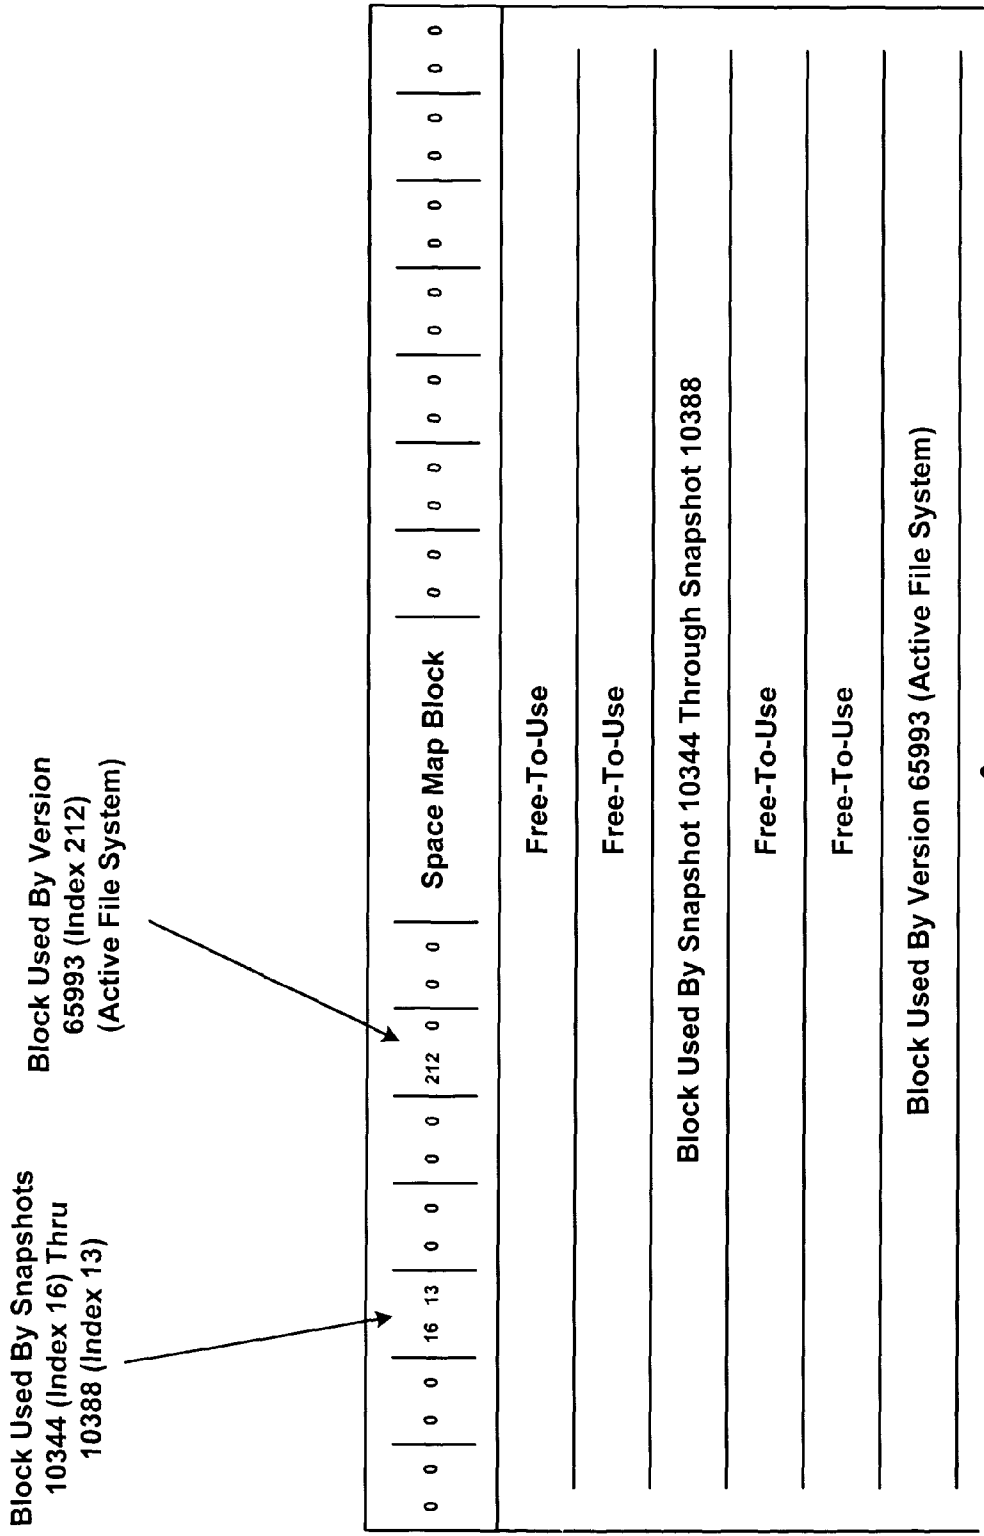 Block Used By Snapshots
10344 (Index 16) Thru
10388 (Index 13)
Block Used By Version
65993 (Index 212)
(Active File System)
0 0 0 0 16 13 0 0 0 0 212 0 0 0 Space Map Block 0 0 0 0 0 0 0 0 0 0 0 0 0 0
Free-To-Use
Free-To-Use
Block Used By Snapshot 10344 Through Snapshot 10388
Free-To-Use
Free-To-Use
Block Used By Version 65993 (Active File System)